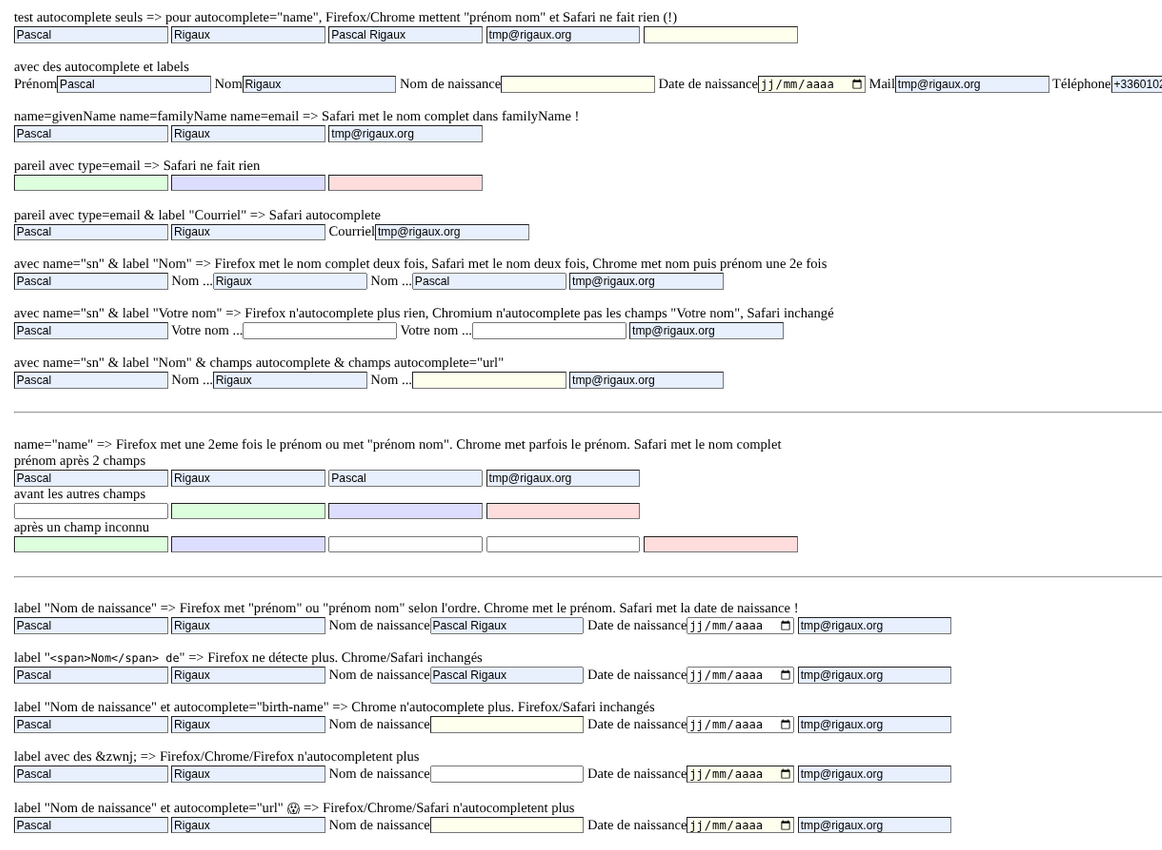 test autocomplete seuls => pour autocomplete="name", Firefox/Chrome mettent "prénom nom" et Safari ne fait rien (!)
Pascal Rigaux Pascal Rigaux tmp@rigaux.org
avec des autocomplete et labels
Prénom Pascal Nom Rigaux Nom de naissance Date de naissance jj/mm/aaaa Mail tmp@rigaux.org Téléphone +3360102
name=givenName name=familyName name=email => Safari met le nom complet dans familyName !
Pascal Rigaux tmp@rigaux.org
pareil avec type=email => Safari ne fait rien
pareil avec type=email & label "Courriel" => Safari autocomplete
Pascal Rigaux Courriel tmp@rigaux.org
avec name="sn" & label "Nom" => Firefox met le nom complet deux fois, Safari met le nom deux fois, Chrome met nom puis prénom une 2e fois
Pascal Nom ... Rigaux Nom ... Pascal tmp@rigaux.org
avec name="sn" & label "Votre nom" => Firefox n'autocomplete plus rien, Chromium n'autocomplete pas les champs "Votre nom", Safari inchangé
Pascal Votre nom ... Votre nom ... tmp@rigaux.org
avec name="sn" & label "Nom" & champs autocomplete & champs autocomplete="url"
Pascal Nom ... Rigaux Nom ... tmp@rigaux.org
name="name" => Firefox met une 2eme fois le prénom ou met "prénom nom". Chrome met parfois le prénom. Safari met le nom complet
prénom après 2 champs
Pascal Rigaux Pascal tmp@rigaux.org
avant les autres champs
après un champ inconnu
label "Nom de naissance" => Firefox met "prénom" ou "prénom nom" selon l'ordre. Chrome met le prénom. Safari met la date de naissance !
Pascal Rigaux Nom de naissance Pascal Rigaux Date de naissance jj/mm/aaaa tmp@rigaux.org
label "<span>Nom</span> de" => Firefox ne détecte plus. Chrome/Safari inchangés
Pascal Rigaux Nom de naissance Pascal Rigaux Date de naissance jj/mm/aaaa tmp@rigaux.org
label "Nom de naissance" et autocomplete="birth-name" => Chrome n'autocomplete plus. Firefox/Safari inchangés
Pascal Rigaux Nom de naissance Date de naissance jj/mm/aaaa tmp@rigaux.org
label avec des &zwnj; => Firefox/Chrome/Firefox n'autocompletent plus
Pascal Rigaux Nom de naissance Date de naissance jj/mm/aaaa tmp@rigaux.org
label "Nom de naissance" et autocomplete="url" 😱 => Firefox/Chrome/Safari n'autocompletent plus
Pascal Rigaux Nom de naissance Date de naissance jj/mm/aaaa tmp@rigaux.org